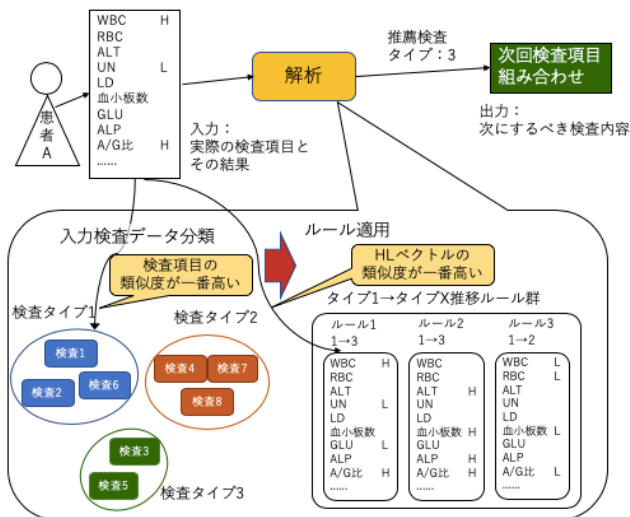 WBC H
RBC
ALT
UN L
LD
血小板数
GLU
ALP
A/G比 H
……
患者A
解析
推薦検査
タイプ：3
次回検査項目
組み合わせ
入力：
実際の検査項目と
その結果
出力：
次にするべき検査内容
入力検査データ分類
ルール適用
検査項目の
類似度が一番高い
HLベクトルの
類似度が一番高い
検査タイプ1
検査1
検査2
検査6
検査タイプ2
検査4
検査7
検査8
検査3
検査5
検査タイプ3
タイプ1→タイプX推移ルール群
ルール1
1→3
WBC H
RBC
ALT
UN L
LD
血小板数
GLU L
ALP
A/G比 H
……
ルール2
1→3
WBC
RBC
ALT H
UN
LD
血小板数 H
GLU
ALP H
A/G比 H
……
ルール3
1→2
WBC L
RBC L
ALT
UN
LD
血小板数 L
GLU
ALP
A/G比 L
……